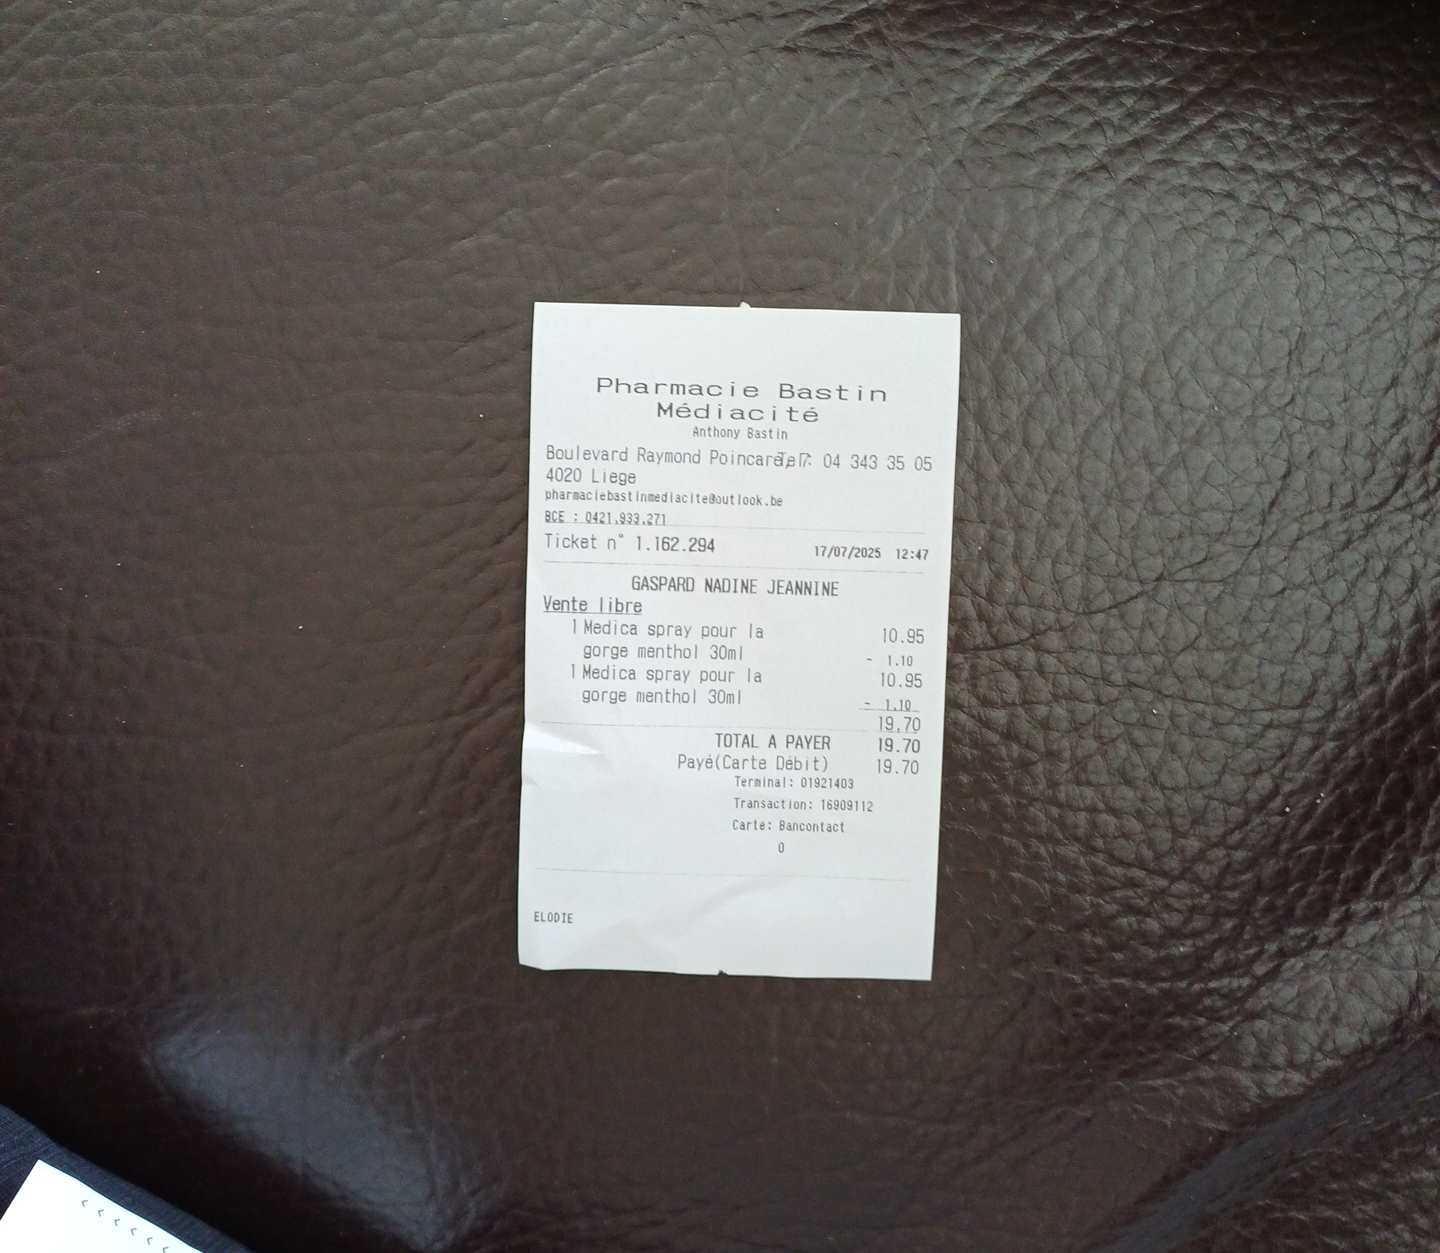 Pharmacie Bastin
Médiacité
Anthony Bastin
Boulevard Raymond Poincaré, 7 Tel: 04 343 35 05
4020 Liege
pharmaciebastinmediacite@outlook.be
BCE : 0421.933.271
Ticket n° 1.162.294 17/07/2025 12:47
GASPARD NADINE JEANNINE
Vente libre
1 Medica spray pour la 10.95
gorge menthol 30ml - 1.10
1 Medica spray pour la 10.95
gorge menthol 30ml - 1.10
19.70
TOTAL A PAYER 19.70
Payé(Carte Débit) 19.70
Terminal: 01921403
Transaction: 16909112
Carte: Bancontact
0
ELODIE
< < < < < <